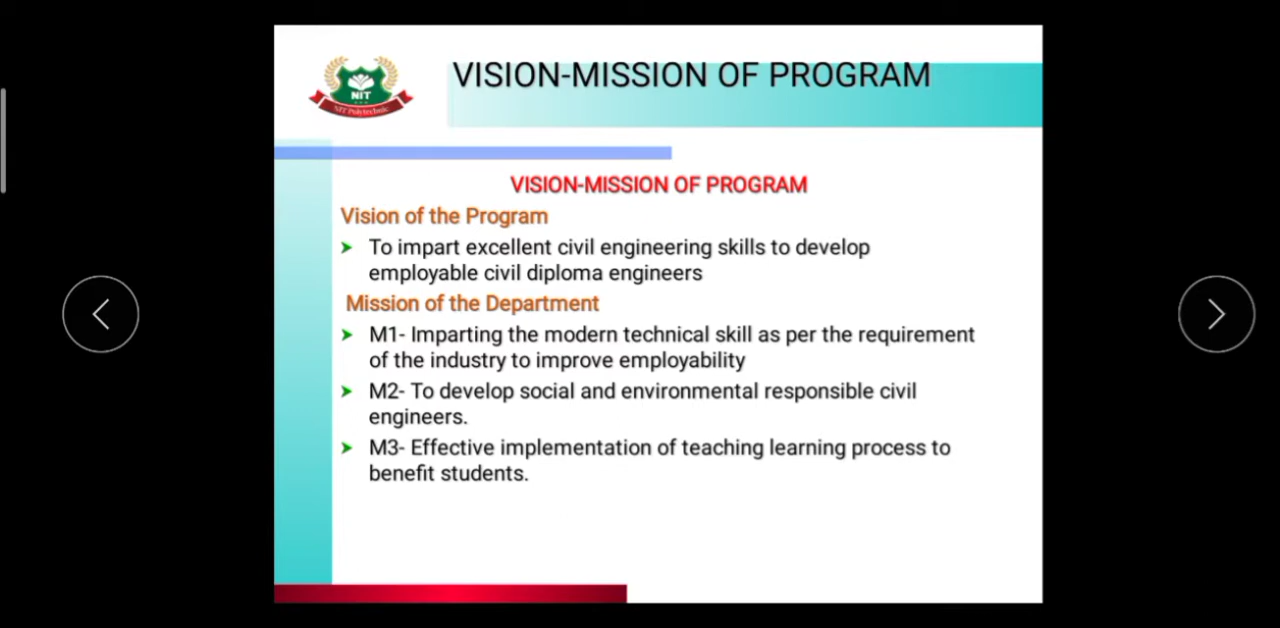 VISION-MISSION OF PROGRAM
NIT
NIT Polytechnic
VISION-MISSION OF PROGRAM
Vision of the Program
➤ To impart excellent civil engineering skills to develop
employable civil diploma engineers
Mission of the Department
➤ M1- Imparting the modern technical skill as per the requirement
of the industry to improve employability
➤ M2- To develop social and environmental responsible civil
engineers.
➤ M3- Effective implementation of teaching learning process to
benefit students.